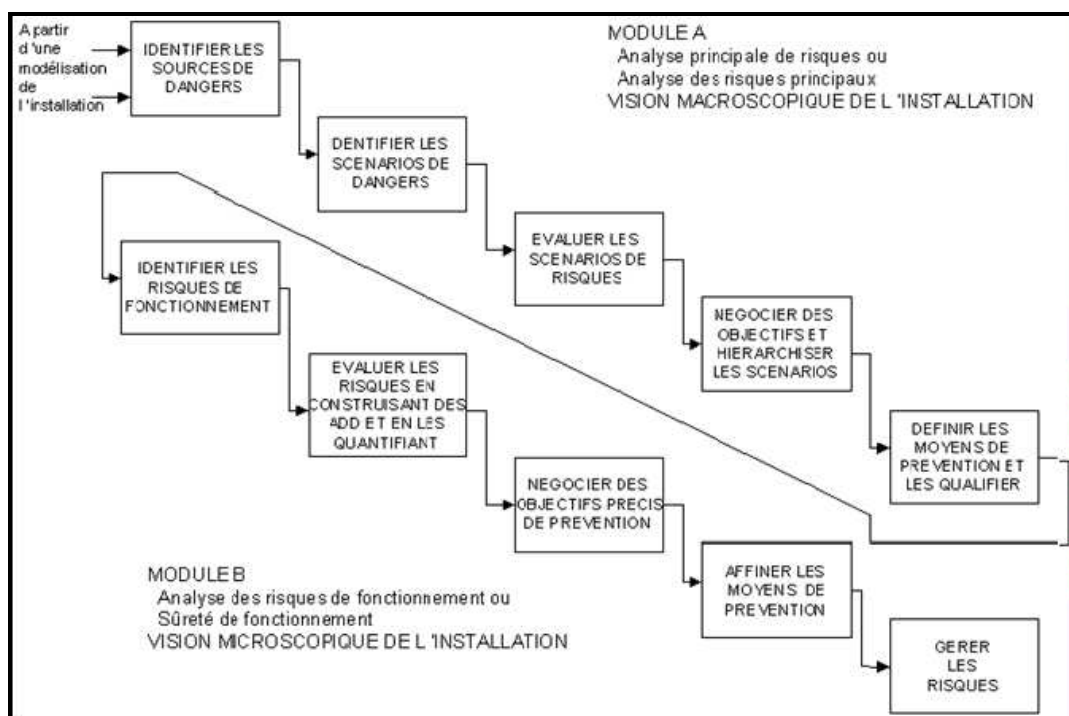 A partir
d 'une
modélisation
de
l 'installation
IDENTIFIER LES
SOURCES DE
DANGERS
MODULE A
Analyse principale de risques ou
Analyse des risques principaux
VISION MACROSCOPIQUE DE L 'INSTALLATION
DENTIFIER LES
SCENARIOS DE
DANGERS
EVALUER LES
SCENARIOS DE
RISQUES
NEGOCIER DES
OBJECTIFS ET
HIERARCHISER
LES SCENARIOS
DEFINIR LES
MOYENS DE
PREVENTION ET
LES QUALIFIER
IDENTIFIER LES
RISQUES DE
FONCTIONNEMENT
EVALUER LES
RISQUES EN
CONSTRUISANT DES
ADD ET EN LES
QUANTIFIANT
NEGOCIER DES
OBJECTIFS PRECIS
DE PREVENTION
AFFINER LES
MOYENS DE
PREVENTION
GERER
LES
RISQUES
MODULE B
Analyse des risques de fonctionnement ou
Sûreté de fonctionnement
VISION MICROSCOPIQUE DE L 'INSTALLATION